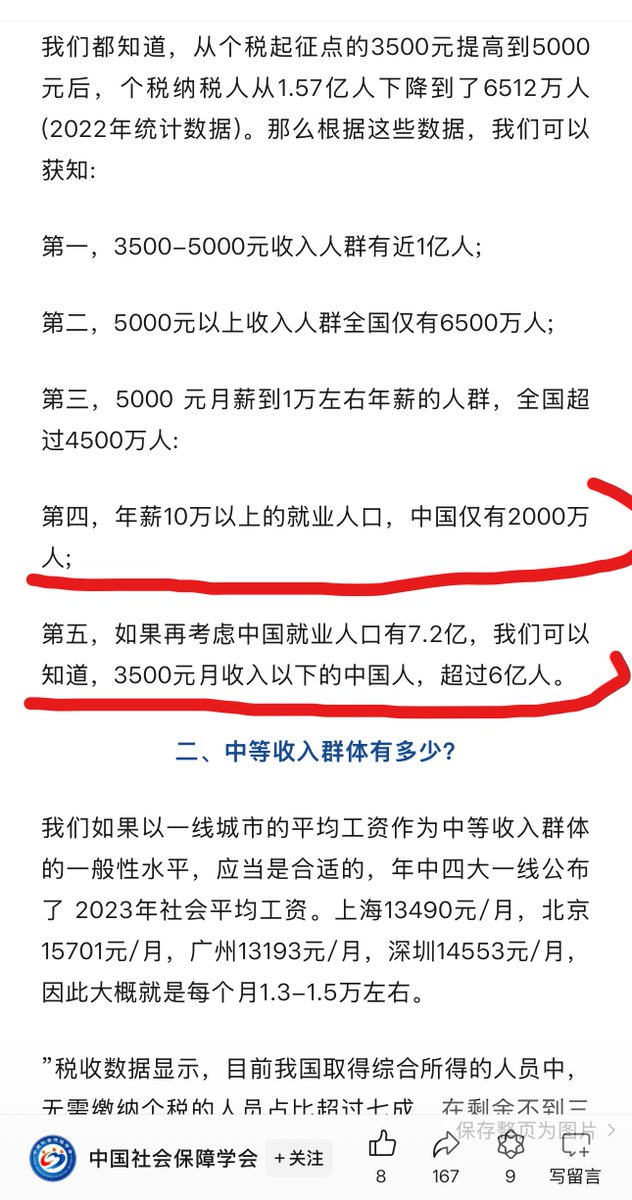 我们都知道，从个税起征点的3500元提高到5000
元后，个税纳税人从1.57亿人下降到了6512万人
(2022年统计数据)。那么根据这些数据，我们可以
获知:
第一，3500-5000元收入人群有近1亿人;
第二，5000元以上收入人群全国仅有6500万人;
第三，5000 元月薪到1万左右年薪的人群，全国超
过4500万人:
第四，年薪10万以上的就业人口，中国仅有2000万
人;
第五，如果再考虑中国就业人口有7.2亿，我们可以
知道，3500元月收入以下的中国人，超过6亿人。
二、中等收入群体有多少?
我们如果以一线城市的平均工资作为中等收入群体
的一般性水平，应当是合适的，年中四大一线公布
了 2023年社会平均工资。上海13490元/月，北京
15701元/月，广州13193元/月，深圳14553元/月，
因此大概就是每个月1.3-1.5万左右。
”税收数据显示，目前我国取得综合所得的人员中，
无需缴纳个税的人员占比超过七成，在剩余不到三
保存整页为图片 >
中国社会保障学会 +关注
8 167 9 写留言